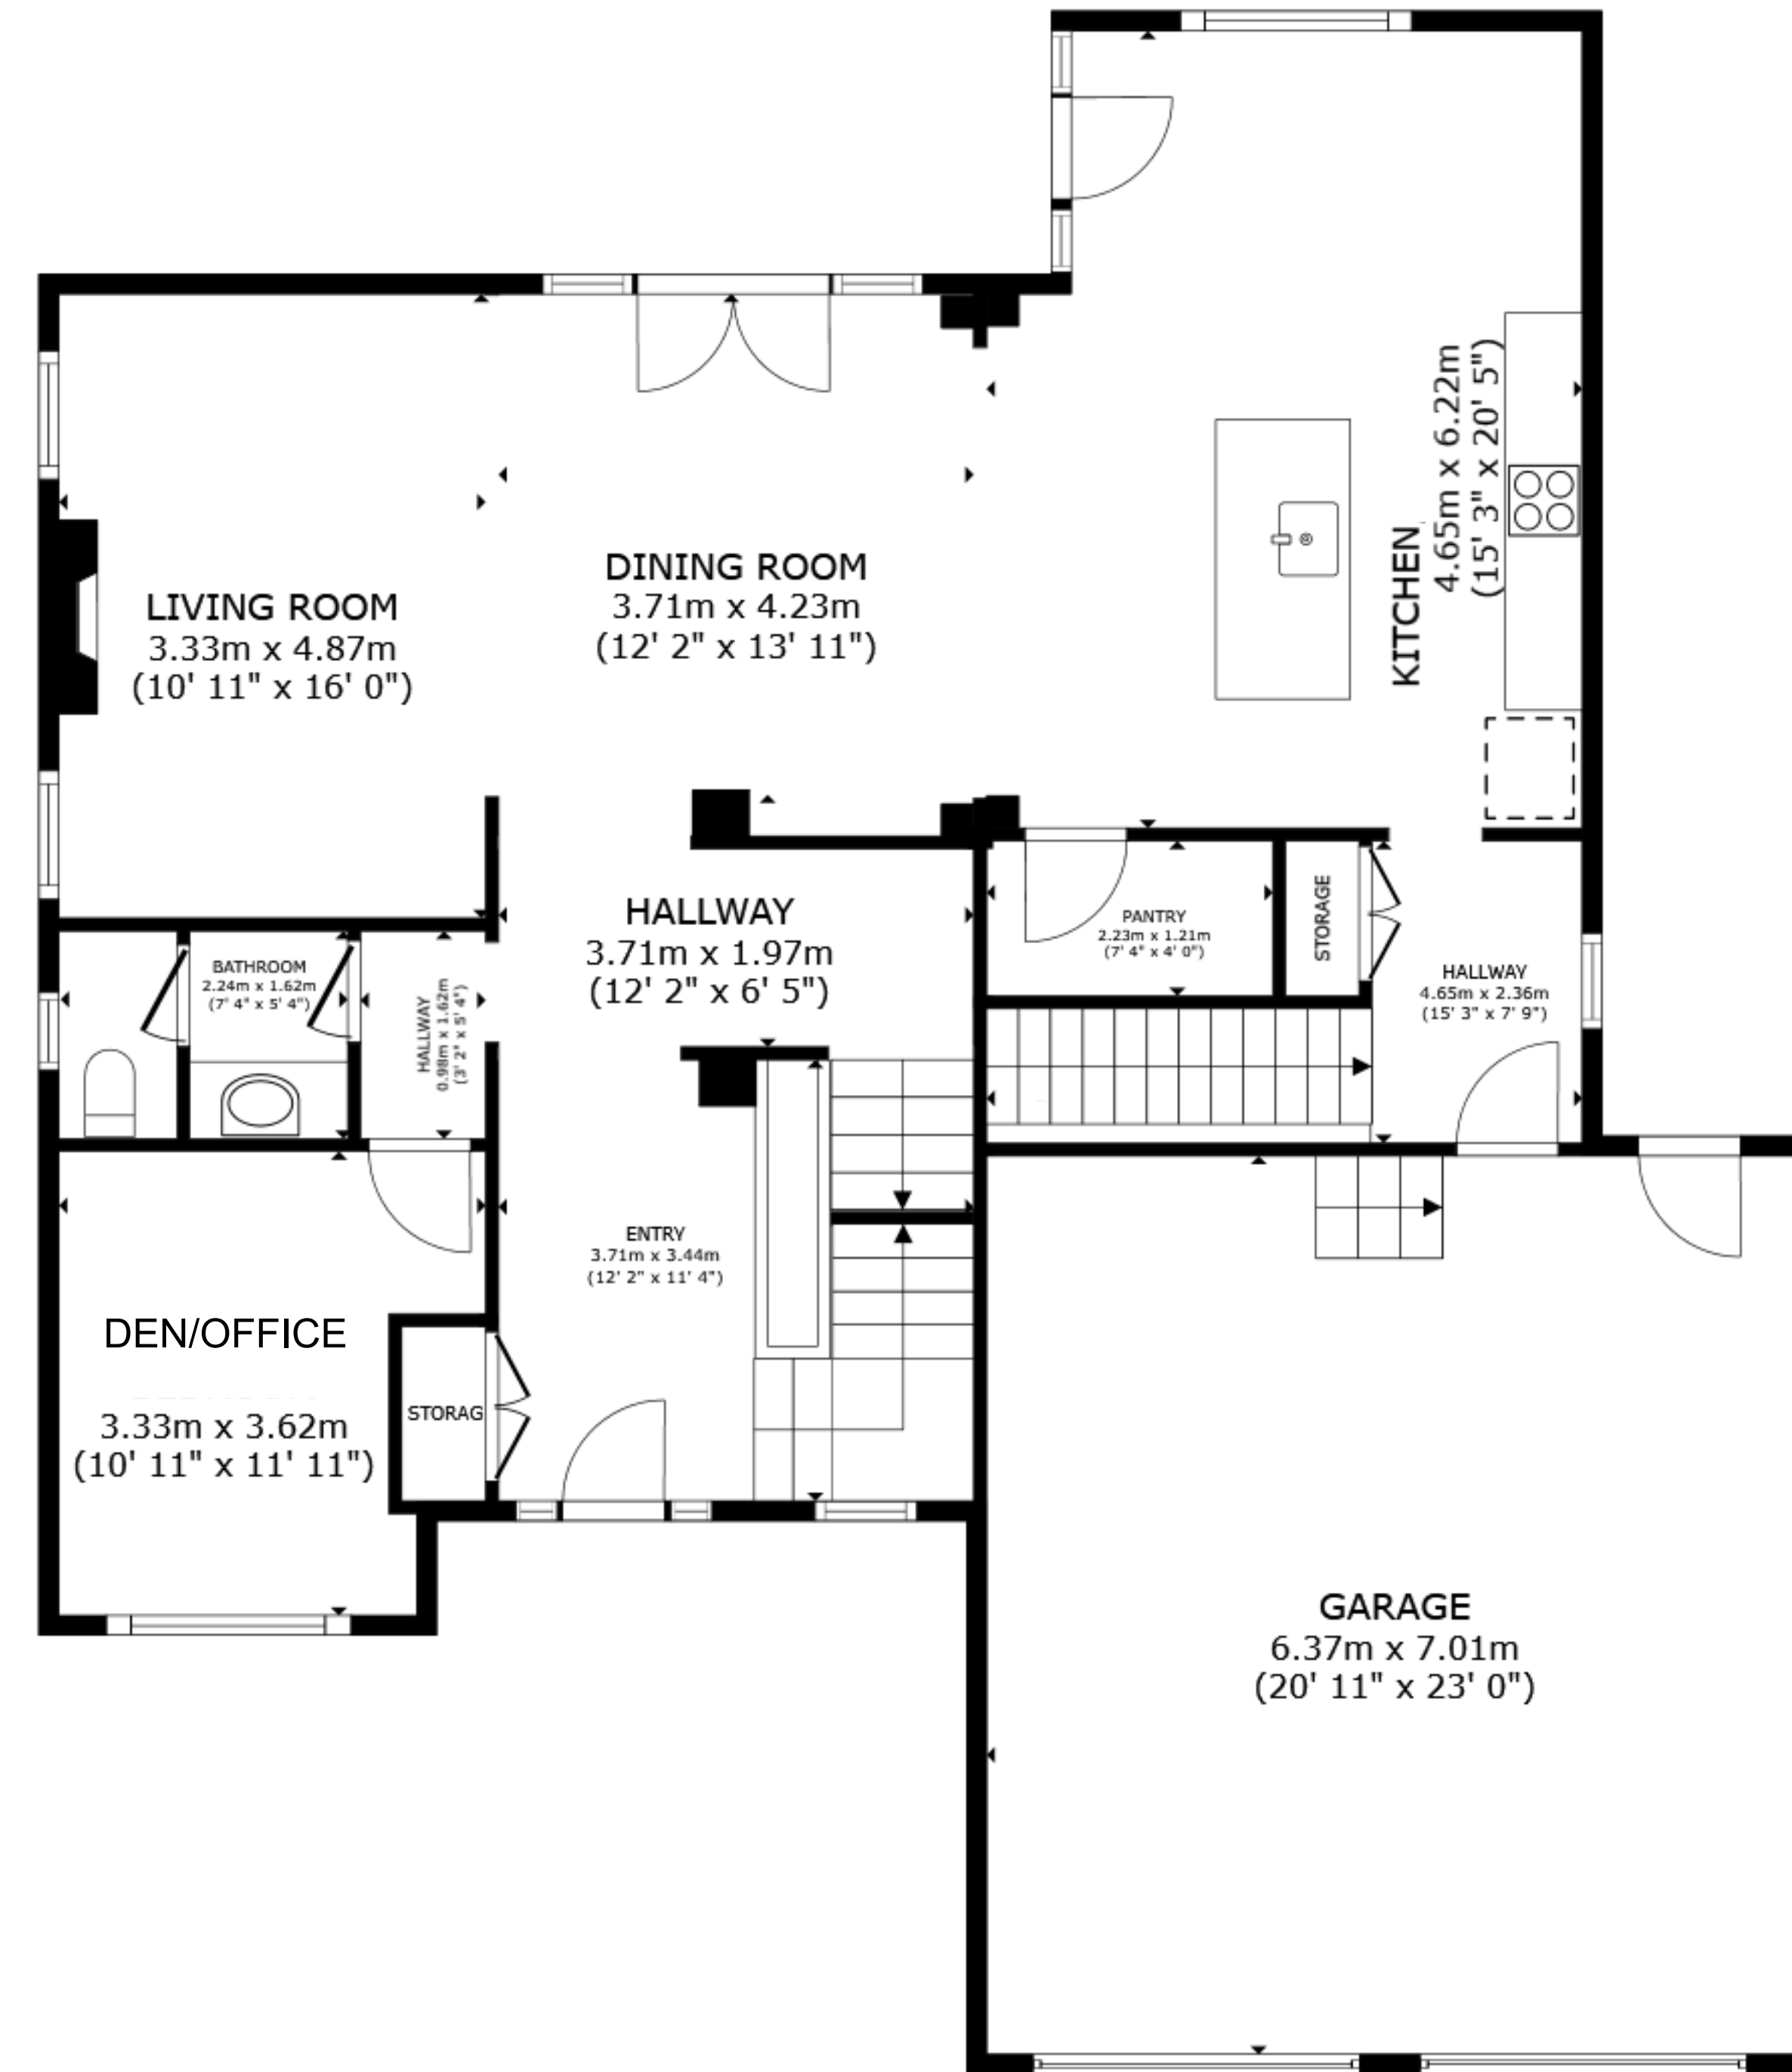 KITCHEN
4.65m x 6.22m
(15' 3" x 20' 5")
DINING ROOM
3.71m x 4.23m
(12' 2" x 13' 11")
LIVING ROOM
3.33m x 4.87m
(10' 11" x 16' 0")
HALLWAY
3.71m x 1.97m
(12' 2" x 6' 5")
PANTRY
2.23m x 1.21m
(7' 4" x 4' 0")
STORAGE
HALLWAY
4.65m x 2.36m
(15' 3" x 7' 9")
BATHROOM
2.24m x 1.62m
(7' 4" x 5' 4")
HALLWAY
0.98m x 1.62m
(3' 2" x 5' 4")
ENTRY
3.71m x 3.44m
(12' 2" x 11' 4")
DEN/OFFICE
3.33m x 3.62m
(10' 11" x 11' 11")
STORAG
GARAGE
6.37m x 7.01m
(20' 11" x 23' 0")